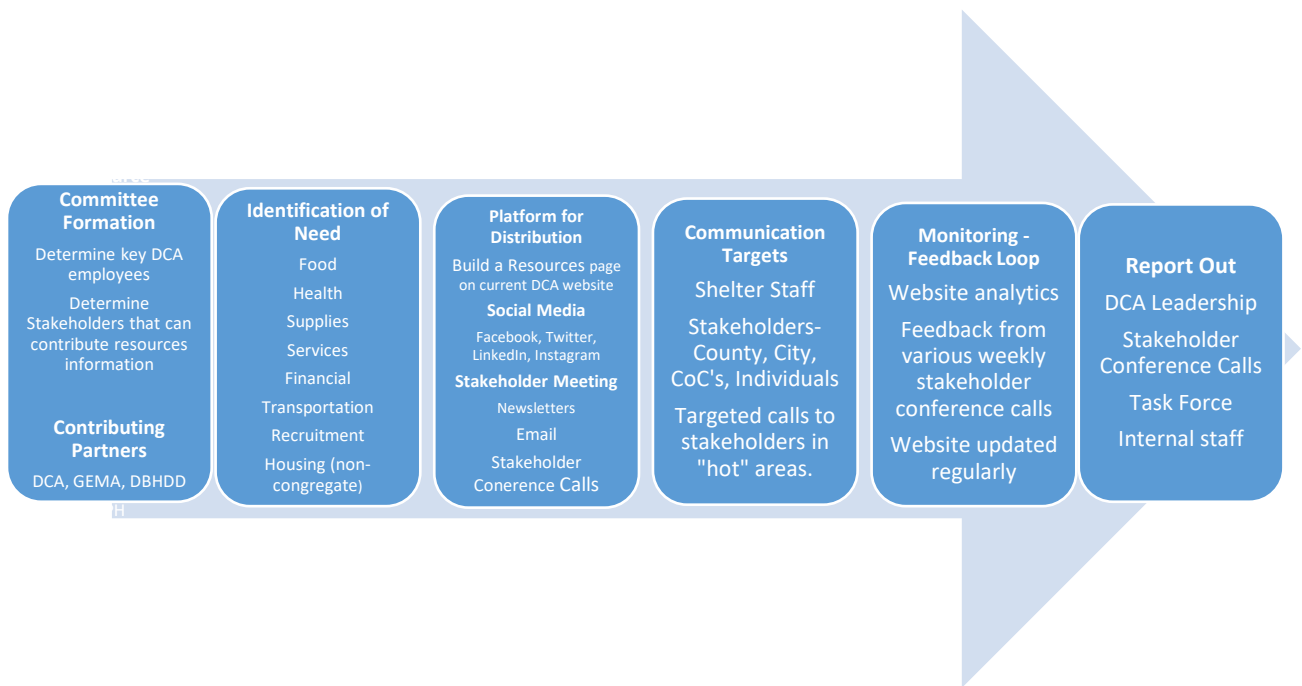 Committee
Formation
Determine key DCA
employees
Determine
Stakeholders that can
contribute resources
information
Contributing
Partners
DCA, GEMA, DBHDD
PH
Identification of
Need
Food
Health
Supplies
Services
Financial
Transportation
Recruitment
Housing (non-
congregate)
Platform for
Distribution
Build a Resources page
on current DCA website
Social Media
Facebook, Twitter,
LinkedIn, Instagram
Stakeholder Meeting
Newsletters
Email
Stakeholder
Conerence Calls
Communication
Targets
Shelter Staff
Stakeholders-
County, City,
CoC's, Individuals
Targeted calls to
stakeholders in
"hot" areas.
Monitoring -
Feedback Loop
Website analytics
Feedback from
various weekly
stakeholder
conference calls
Website updated
regularly
Report Out
DCA Leadership
Stakeholder
Conference Calls
Task Force
Internal staff